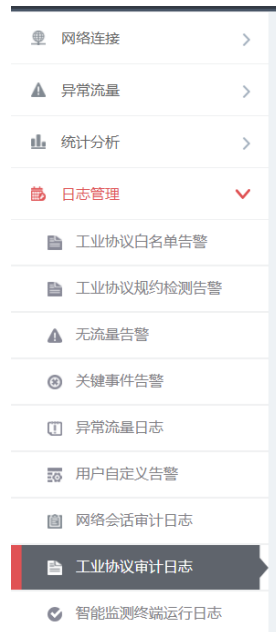 网络连接
异常流量
统计分析
日志管理
工业协议白名单告警
工业协议规约检测告警
无流量告警
关键事件告警
异常流量日志
用户自定义告警
网络会话审计日志
工业协议审计日志
智能监测终端运行日志